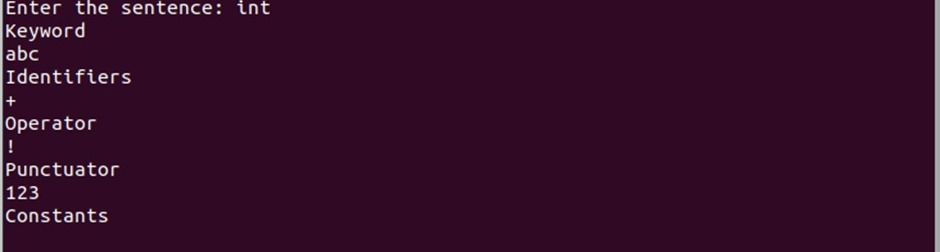 Enter the sentence: int
Keyword
abc
Identifiers
+
Operator
!
Punctuator
123
Constants